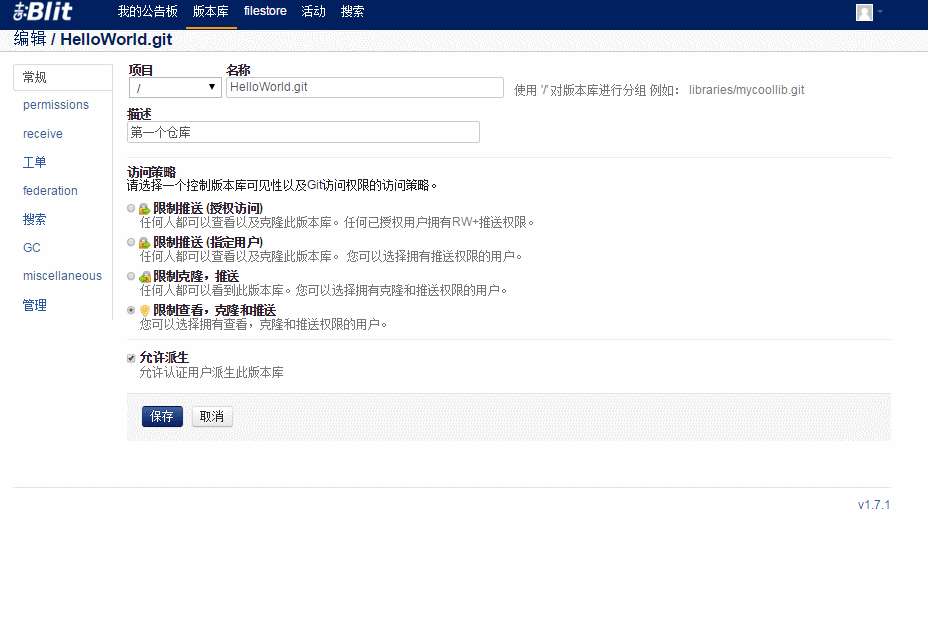 Blit 我的公告板 版本库 filestore 活动 搜索
编辑 / HelloWorld.git
常规
permissions
receive
工单
federation
搜索
GC
miscellaneous
管理
项目 名称
/ HelloWorld.git 使用 '/' 对版本库进行分组 例如: libraries/mycoollib.git
描述
第一个仓库
访问策略
请选择一个控制版本库可见性以及Git访问权限的访问策略。
限制推送 (授权访问)
任何人都可以查看以及克隆此版本库。任何已授权用户拥有RW+推送权限。
限制推送 (指定用户)
任何人都可以查看以及克隆此版本库。 您可以选择拥有推送权限的用户。
限制克隆，推送
任何人都可以看到此版本库。您可以选择拥有克隆和推送权限的用户。
限制查看，克隆和推送
您可以选择拥有查看，克隆和推送权限的用户。
允许派生
允许认证用户派生此版本库
保存 取消
v1.7.1